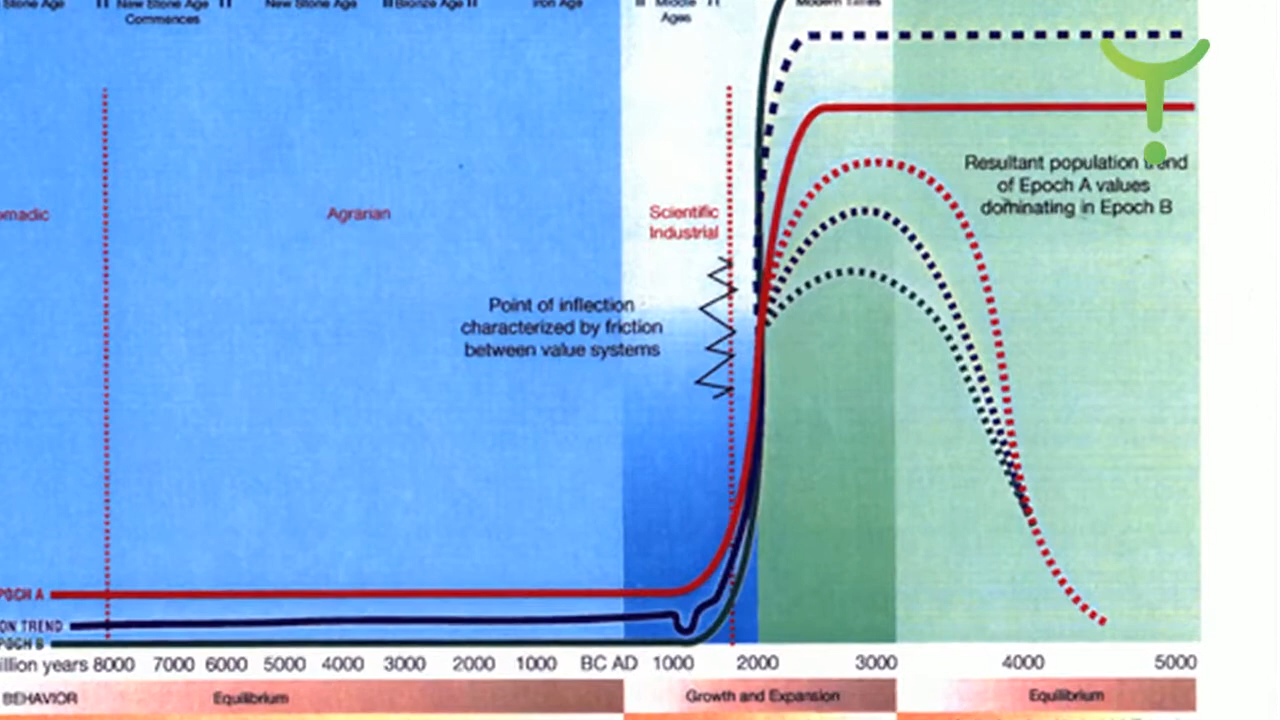 Stone Age New Stone Age New Stone Age Bronze Age Iron Age Middle Modern Times
Commences Ages
Resultant population trend
of Epoch A values
dominating in Epoch B
Agrarian
Scientific
Industrial
Point of inflection
characterized by friction
between value systems
POCH A
ON TREND
POCH B
illion years 8000 7000 6000 5000 4000 3000 2000 1000 BC AD 1000 2000 3000 4000 5000
BEHAVIOR Equilibrium Growth and Expansion Equilibrium